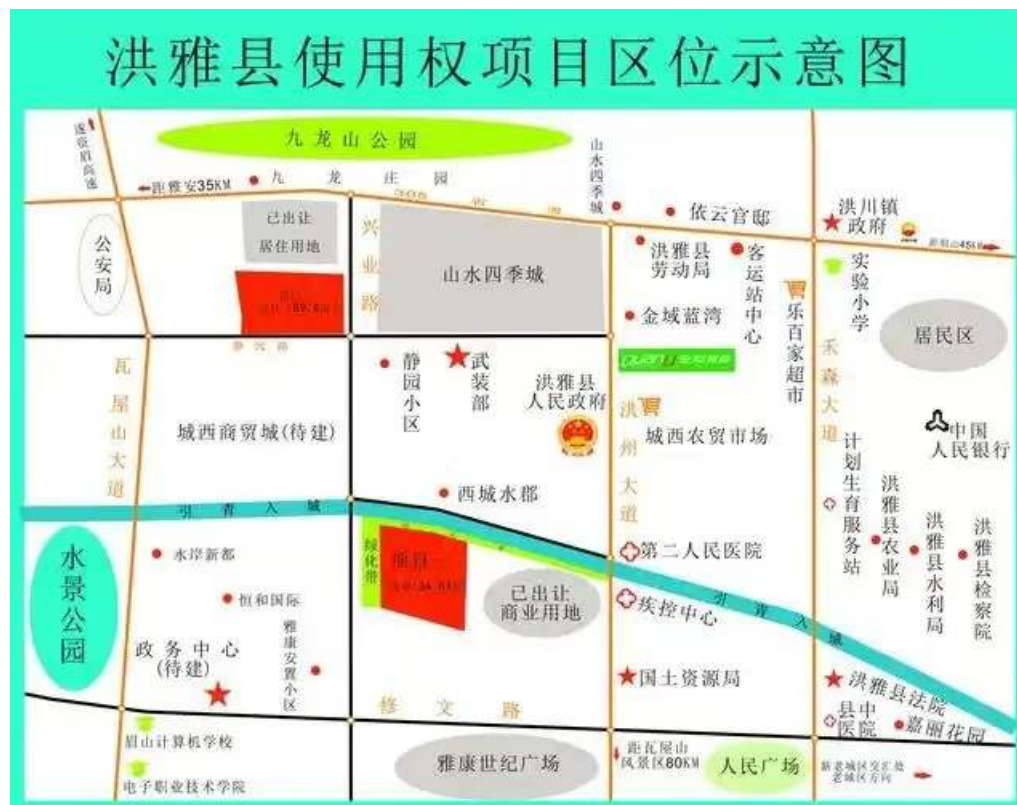 洪雅县使用权项目区位示意图
九龙山公园
遂资眉高速
距雅安35KM
九龙庄园
山水四季城
依云官邸
洪川镇
政府
距眉山45KM
公安局
已出让
居住用地
兴业路
山水四季城
洪雅县
劳动局
客运站中心
实验小学
金域蓝湾
乐百家超市
居民区
禾森大道
瓦屋山大道
静园小区
武装部
洪雅县
人民政府
城西商贸城(待建)
洪州大道
城西农贸市场
中国
人民银行
计划生育服务站
洪雅县农业局
洪雅县水利局
洪雅县检察院
西城水郡
引青入城
水景公园
水岸新都
绿化带
项目一
第二人民医院
已出让
商业用地
疾控中心
引青入城
恒和国际
雅康安置小区
政务中心
(待建)
国土资源局
洪雅县法院
县中
医院
嘉丽花园
修文路
眉山计算机学校
电子职业技术学院
雅康世纪广场
距瓦屋山
风景区80KM
人民广场
新老城区交汇处
老城区方向